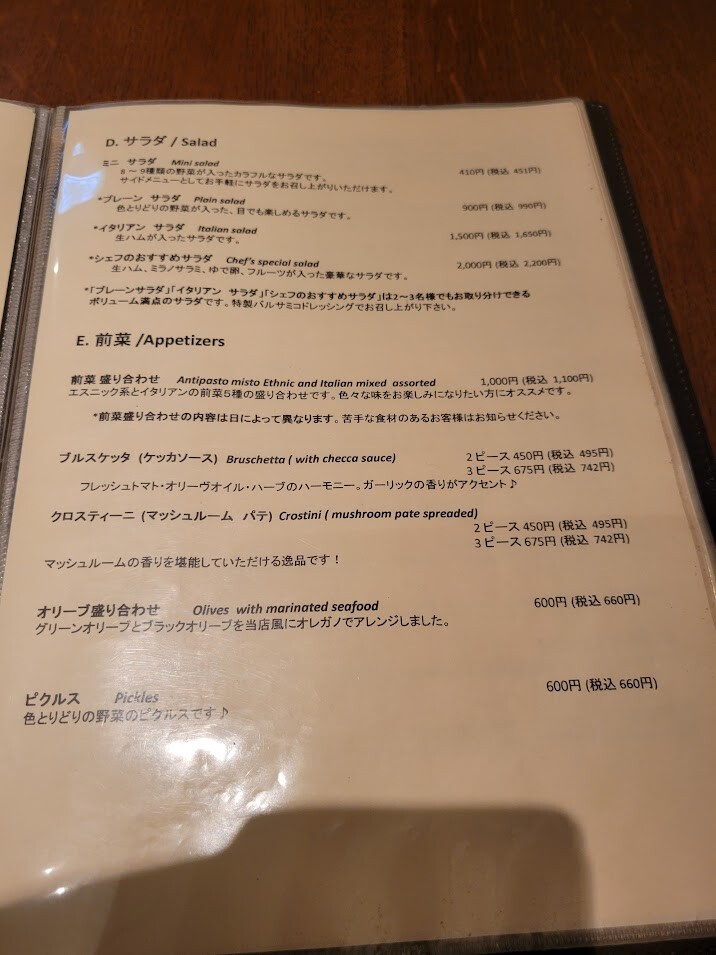 D. サラダ / Salad
ミニ サラダ Mini salad 410円 (税込 451円)
8～9種類の野菜が入ったカラフルなサラダです。
サイドメニューとしてお手軽にサラダをお召し上がりいただけます。
*プレーン サラダ Plain salad 900円 (税込 990円)
色とりどりの野菜が入った、目でも楽しめるサラダです。
*イタリアン サラダ Italian salad 1,500円 (税込 1,650円)
生ハムが入ったサラダです。
*シェフのおすすめサラダ Chef's special salad 2,000円 (税込 2,200円)
生ハム、ミラノサラミ、ゆで卵、フルーツが入った豪華なサラダです。
*「プレーンサラダ」「イタリアン サラダ」「シェフのおすすめサラダ」は2～3名様でもお取り分けできる
ボリューム満点のサラダです。特製バルサミコドレッシングでお召し上がり下さい。
E. 前菜 /Appetizers
前菜 盛り合わせ Antipasto misto Ethnic and Italian mixed assorted 1,000円 (税込 1,100円)
エスニック系とイタリアンの前菜5種の盛り合わせです。色々な味をお楽しみになりたい方にオススメです。
*前菜盛り合わせの内容は日によって異なります。苦手な食材のあるお客様はお知らせください。
ブルスケッタ (ケッカソース) Bruschetta ( with checca sauce) 2ピース 450円 (税込 495円)
3ピース 675円 (税込 742円)
フレッシュトマト・オリーヴオイル・ハーブのハーモニー。ガーリックの香りがアクセント♪
クロスティーニ (マッシュルーム パテ) Crostini ( mushroom pate spreaded)
2ピース 450円 (税込 495円)
3ピース 675円 (税込 742円)
マッシュルームの香りを堪能していただける逸品です！
オリーブ盛り合わせ Olives with marinated seafood 600円 (税込 660円)
グリーンオリーブとブラックオリーブを当店風にオレガノでアレンジしました。
ピクルス Pickles 600円 (税込 660円)
色とりどりの野菜のピクルスです♪